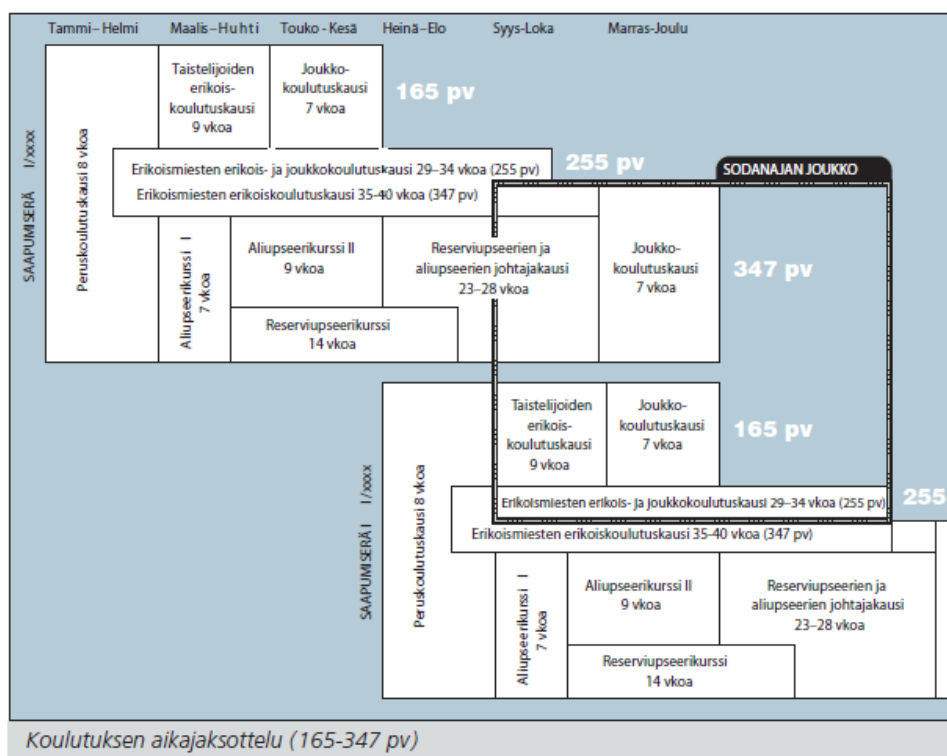 Tammi–Helmi Maalis–Huhti Touko - Kesä Heinä–Elo Syys-Loka Marras-Joulu
SAAPUMISERÄ I/xxxx
Peruskoulutuskausi 8 vkoa
Taistelijoiden
erikois-
koulutuskausi
9 vkoa
Joukko-
koulutuskausi
7 vkoa
165 pv
Erikoismiesten erikois- ja joukkokoulutuskausi 29–34 vkoa (255 pv)
255 pv
Erikoismiesten erikoiskoulutuskausi 35-40 vkoa (347 pv)
SODANAJAN JOUKKO
Aliupseerikurssi I
7 vkoa
Aliupseerikurssi II
9 vkoa
Reserviupseerien ja
aliupseerien johtajakausi
23–28 vkoa
Joukko-
koulutuskausi
7 vkoa
347 pv
Reserviupseerikurssi
14 vkoa
SAAPUMISERÄ I I/xxxx
Peruskoulutuskausi 8 vkoa
Taistelijoiden
erikois-
koulutuskausi
9 vkoa
Joukko-
koulutuskausi
7 vkoa
165 pv
Erikoismiesten erikois- ja joukkokoulutuskausi 29–34 vkoa (255 pv)
255
Erikoismiesten erikoiskoulutuskausi 35-40 vkoa (347 pv)
Aliupseerikurssi I
7 vkoa
Aliupseerikurssi II
9 vkoa
Reserviupseerien ja
aliupseerien johtajakausi
23–28 vkoa
Reserviupseerikurssi
14 vkoa
Koulutuksen aikajaksottelu (165-347 pv)